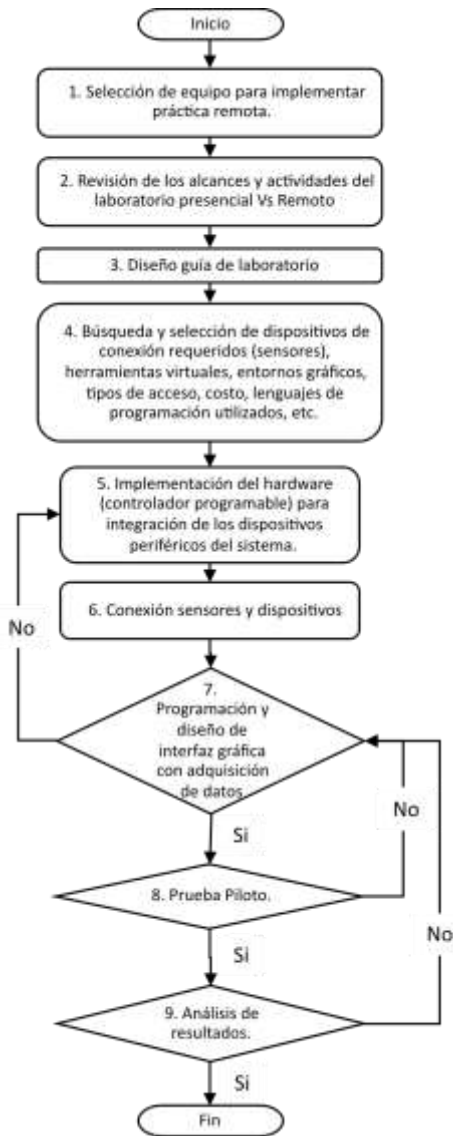 Inicio
1. Selección de equipo para implementar
práctica remota.
2. Revisión de los alcances y actividades del
laboratorio presencial Vs Remoto
3. Diseño guía de laboratorio
4. Búsqueda y selección de dispositivos de
conexión requeridos (sensores),
herramientas virtuales, entornos gráficos,
tipos de acceso, costo, lenguajes de
programación utilizados, etc.
5. Implementación del hardware
(controlador programable) para
integración de los dispositivos
periféricos del sistema.
6. Conexión sensores y dispositivos
No
7.
Programación y
diseño de
interfaz gráfica
con adquisición
de datos
No
Si
8. Prueba Piloto.
No
Si
9. Análisis de
resultados.
Si
Fin